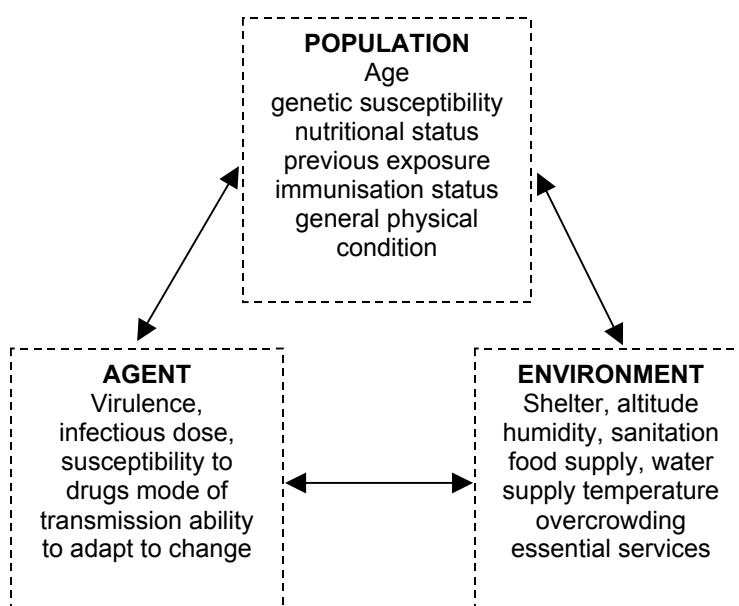 POPULATION
Age
genetic susceptibility
nutritional status
previous exposure
immunisation status
general physical
condition
AGENT
Virulence,
infectious dose,
susceptibility to
drugs mode of
transmission ability
to adapt to change
ENVIRONMENT
Shelter, altitude
humidity, sanitation
food supply, water
supply temperature
overcrowding
essential services